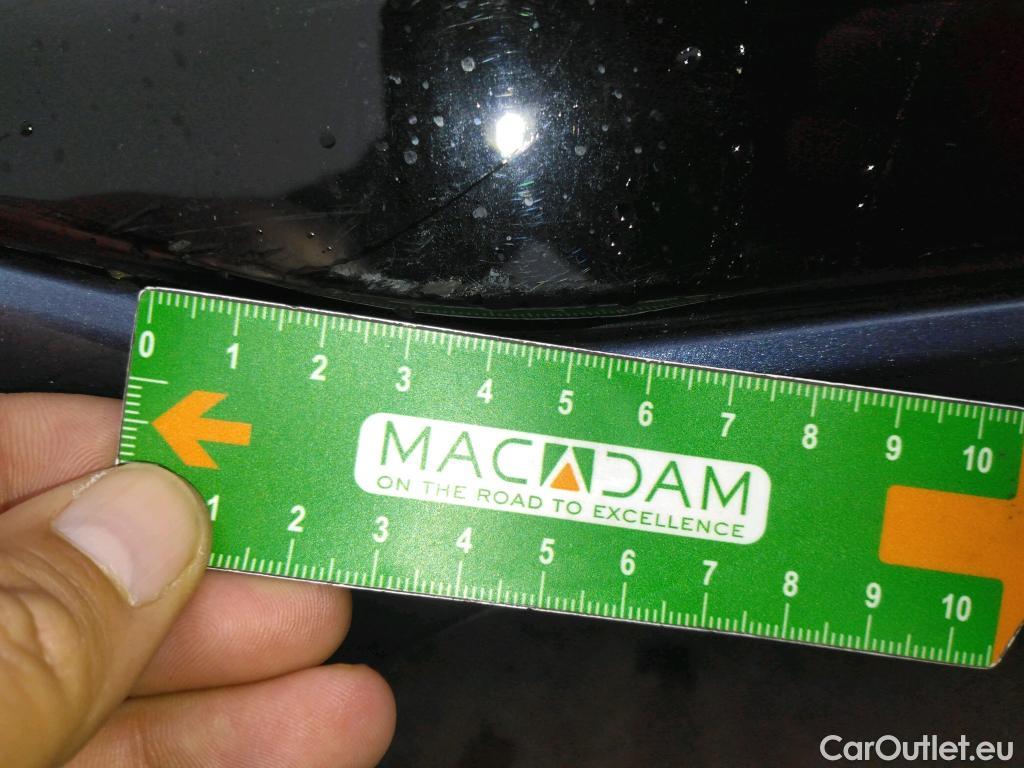 0 1 2 3 4 5 6 7 8 9 10
MACADAM
ON THE ROAD TO EXCELLENCE
1 2 3 4 5 6 7 8 9 10
CarOutlet.eu